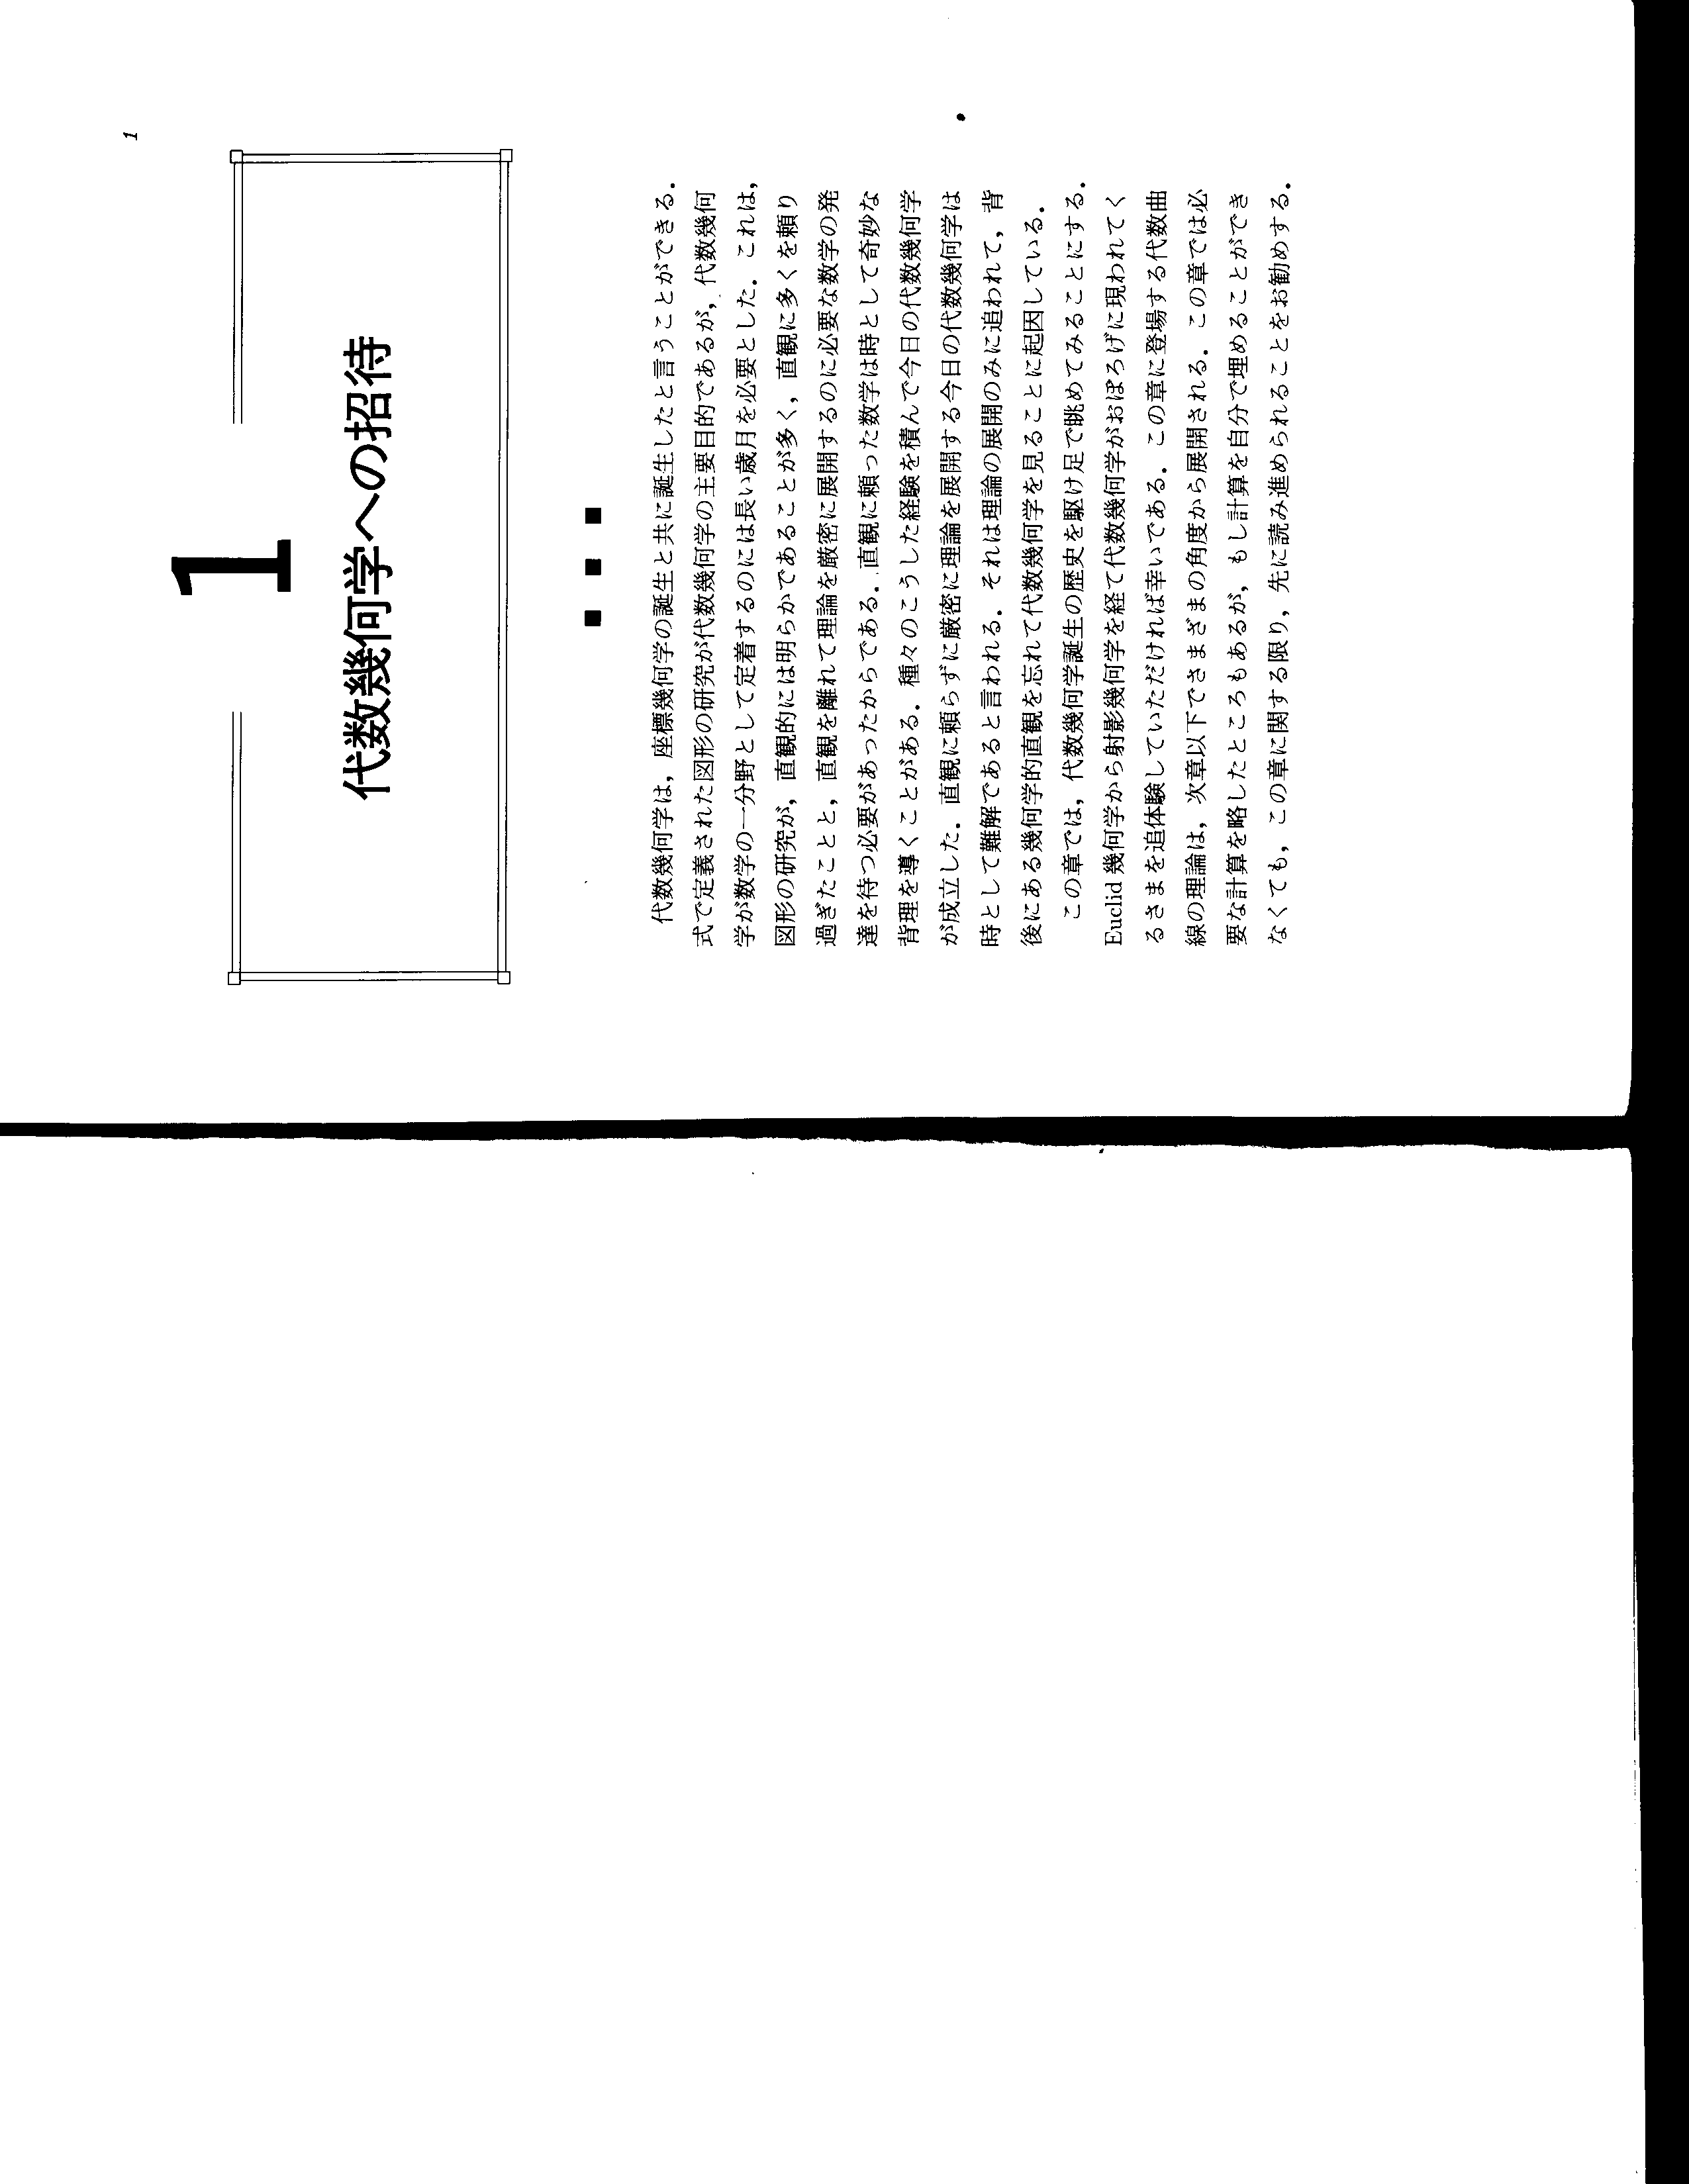 1
1
代数幾何学への招待
代数幾何学は，座標幾何学の誕生と共に誕生したと言うことができる．
式で定義された図形の研究が代数幾何学の主要目的であるが，代数幾何
学が数学の一分野として定着するのには長い歳月を必要とした．これは，
図形の研究が，直観的には明らかであることが多く，直観に多くを頼り
過ぎたことと，直観を離れて理論を厳密に展開するのに必要な数学の発
達を待つ必要があったからである．直観に頼った数学は時として奇妙な
背理を導くことがある．種々のこうした経験を積んで今日の代数幾何学
が成立した．直観に頼らずに厳密に理論を展開する今日の代数幾何学は
時として難解であると言われる．それは理論の展開のみに追われて，背
後にある幾何学的直観を忘れて代数幾何学を見ることに起因している．
この章では，代数幾何学誕生の歴史を駆け足で眺めてみることにする．
Euclid 幾何学から射影幾何学を経て代数幾何学がおぼろげに現われてく
るさまを追体験していただければ幸いである．この章に登場する代数曲
線の理論は，次章以下でさまざまの角度から展開される．この章では必
要な計算を略したところもあるが，もし計算を自分で埋めることができ
なくても，この章に関する限り，先に読み進められることをお勧めする．